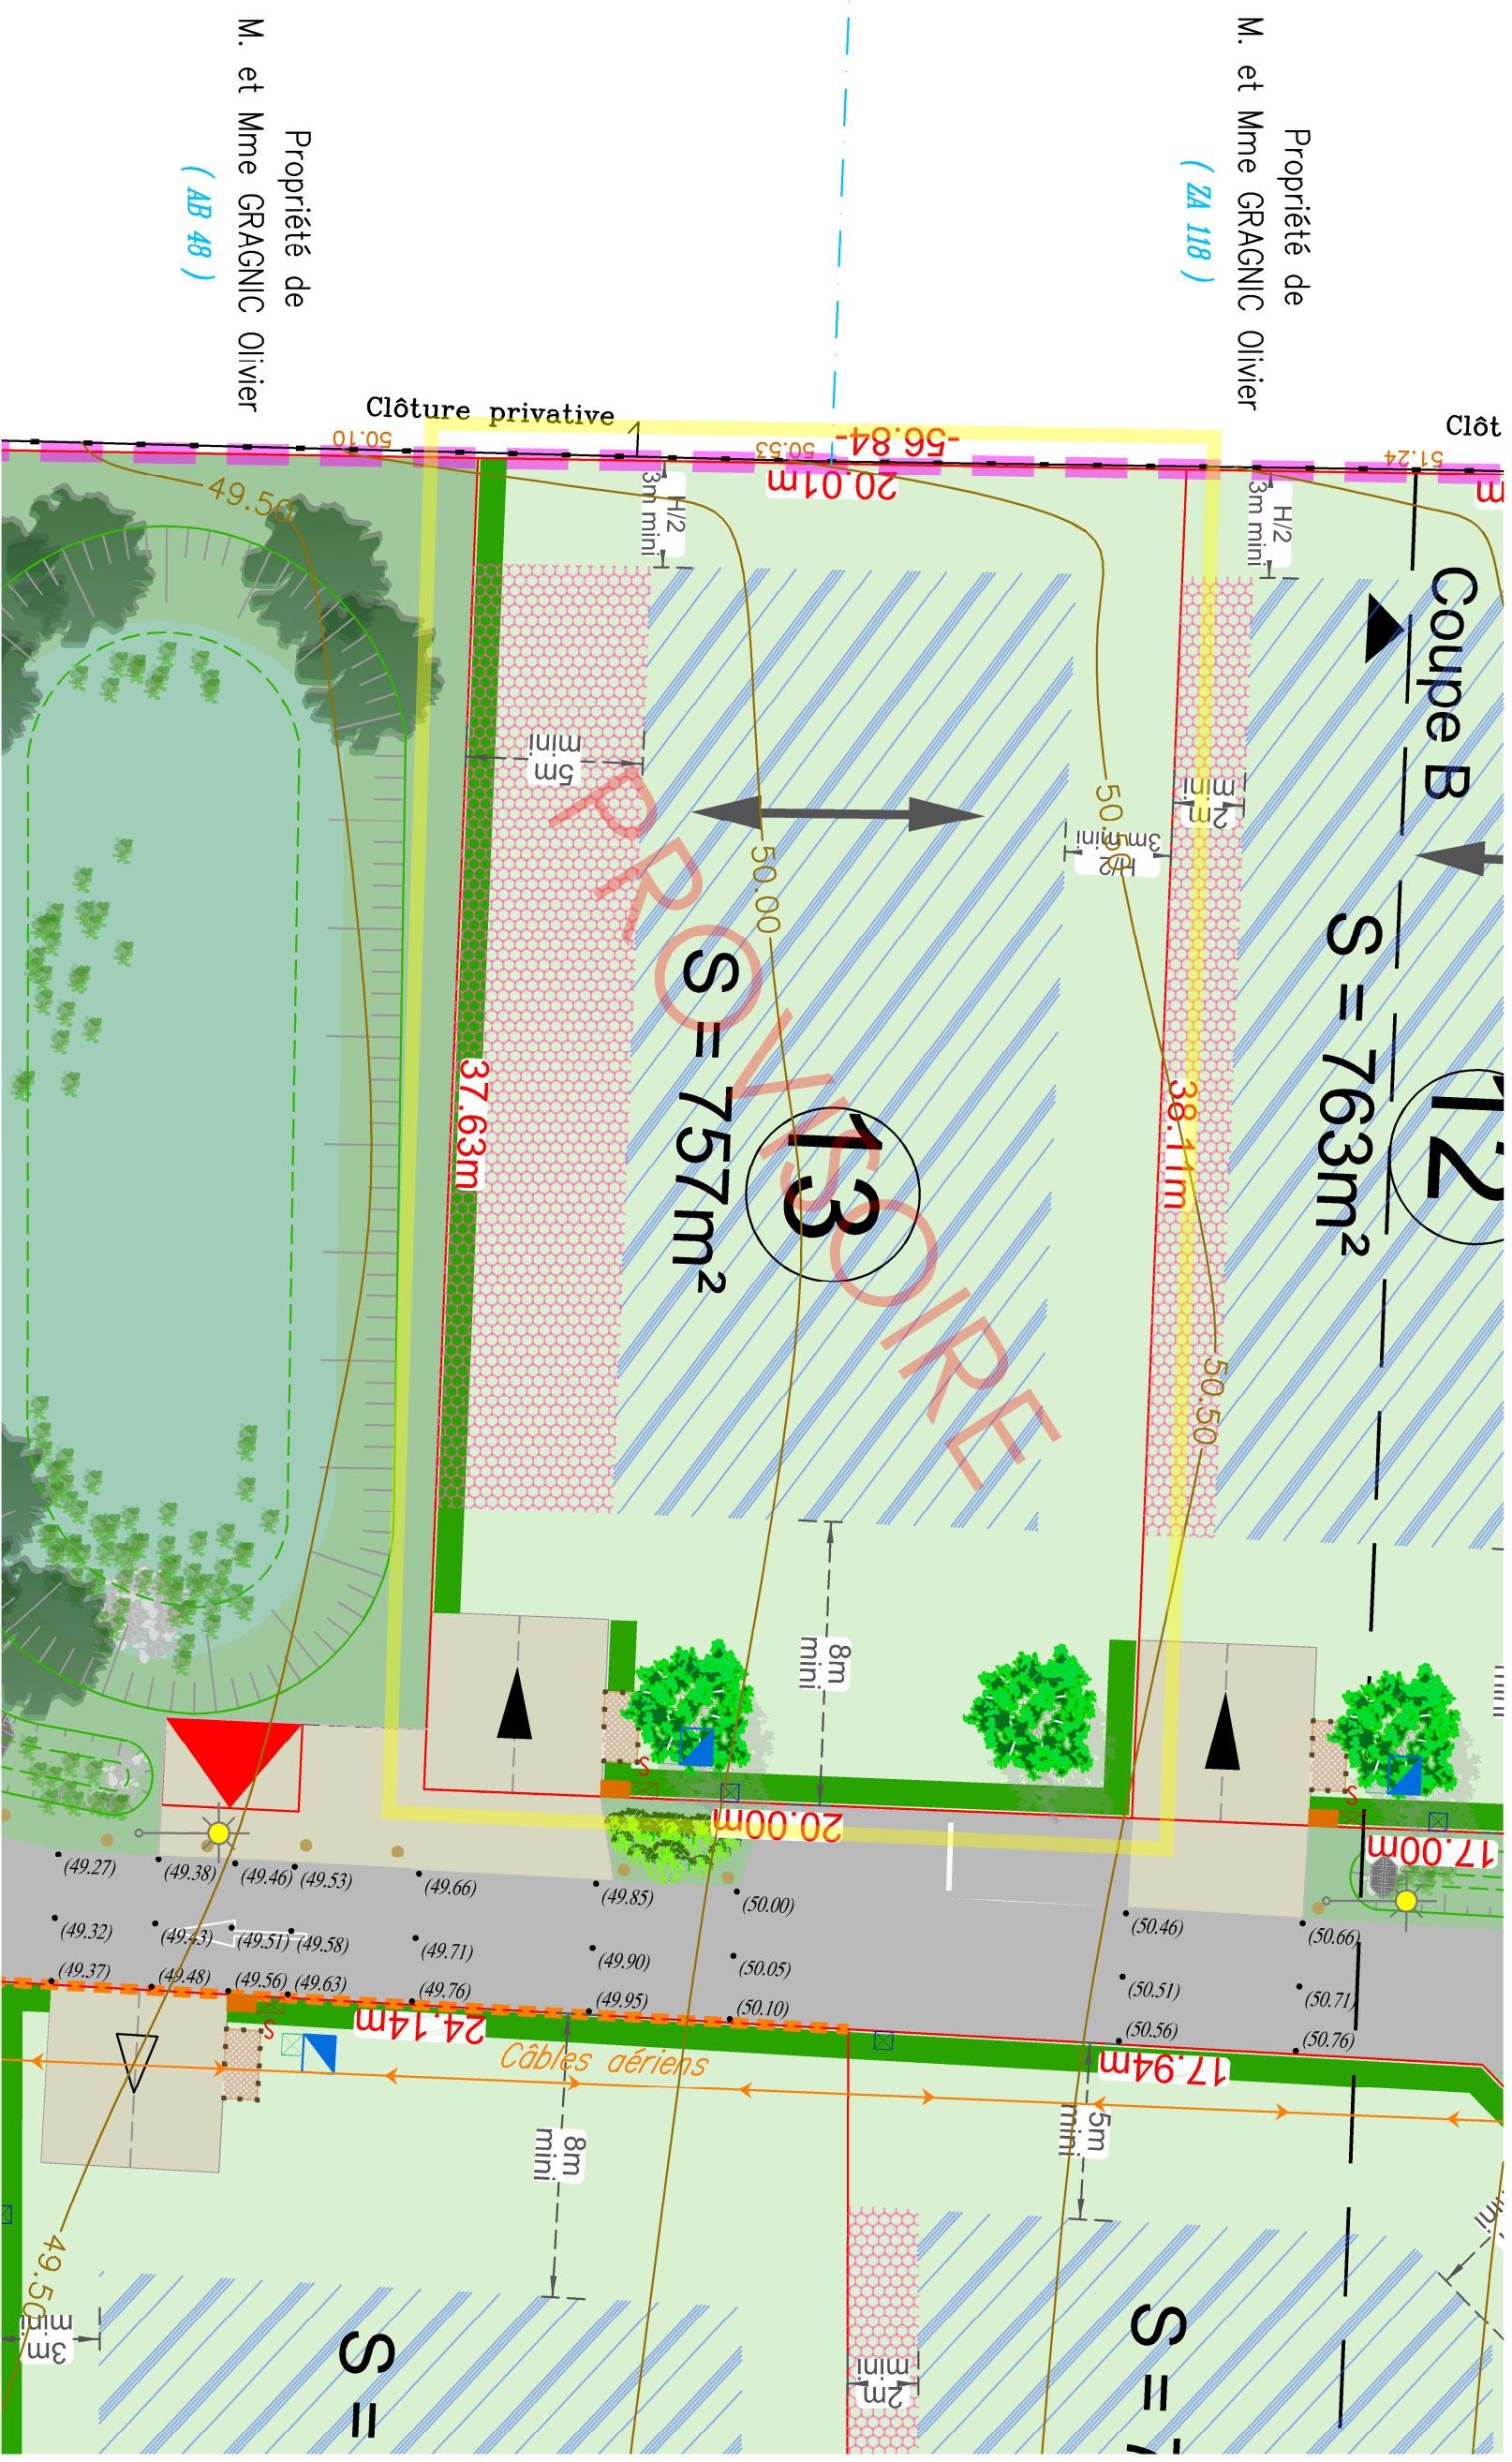 Propriété de
M. et Mme GRAGNIC Olivier
( AB 48 )
Propriété de
M. et Mme GRAGNIC Olivier
( ZA 118 )
Clôture privative
Clôt
50.10
50.53
-56.84-
51.24
20.01m
m
49.50
H/2
3m mini
H/2
3m mini
Coupe B
5m
mini
2m
mini
H/2
3m mini
50.50
50.00
PROVISOIRE
S = 757m²
13
S = 763m²
12
37.63m
38.11m
50.50
8m
mini
S
S
20.00m
17.00m
(49.27)
(49.38)
(49.46)
(49.53)
(49.66)
(49.85)
(50.00)
(50.46)
(50.66)
(49.32)
(49.43)
(49.51)
(49.58)
(49.71)
(49.90)
(50.05)
(50.51)
(50.71)
(49.37)
(49.48)
(49.56)
(49.63)
(49.76)
(49.95)
(50.10)
(50.56)
(50.76)
S
24.14m
17.94m
Câbles aériens
8m
mini
5m
mini
49.50
3m
mini
2m
mini
S =
S = 7